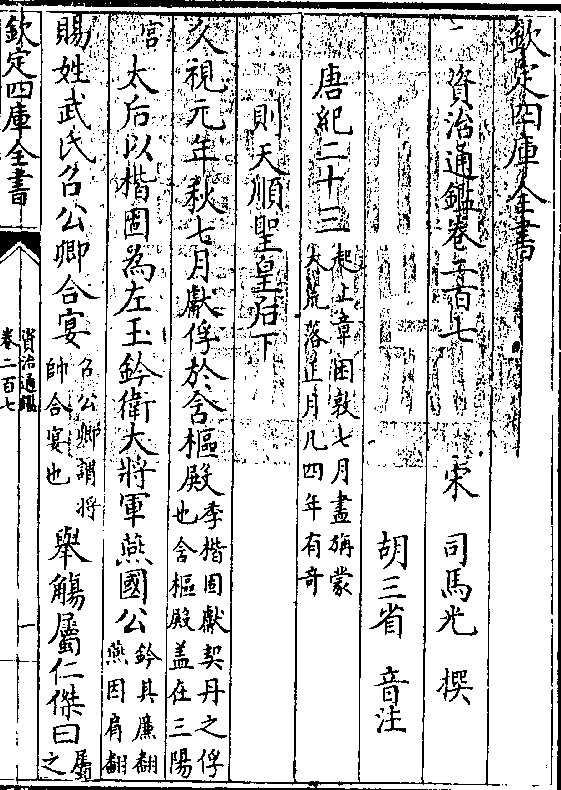 欽定四庫全書
資治通鑑卷二百七
宋 司馬光 撰
胡三省 音注
唐紀二十三
起上章困敦七月盡旃蒙
大荒落正月凡四年有奇
則天順聖皇后下
久視元年秋七月獻俘於含樞殿
李楷固獻契丹之俘
也含樞殿盖在三陽
宮
太后以楷固為左玉鈐衛大將軍燕國公
鈐其廉翻
燕因肩翻
賜姓武氏召公卿合宴
召公卿謂將
帥合宴也
舉觴屬仁傑曰
屬
之
欽定四庫全書
資治通鑑
卷二百七
一